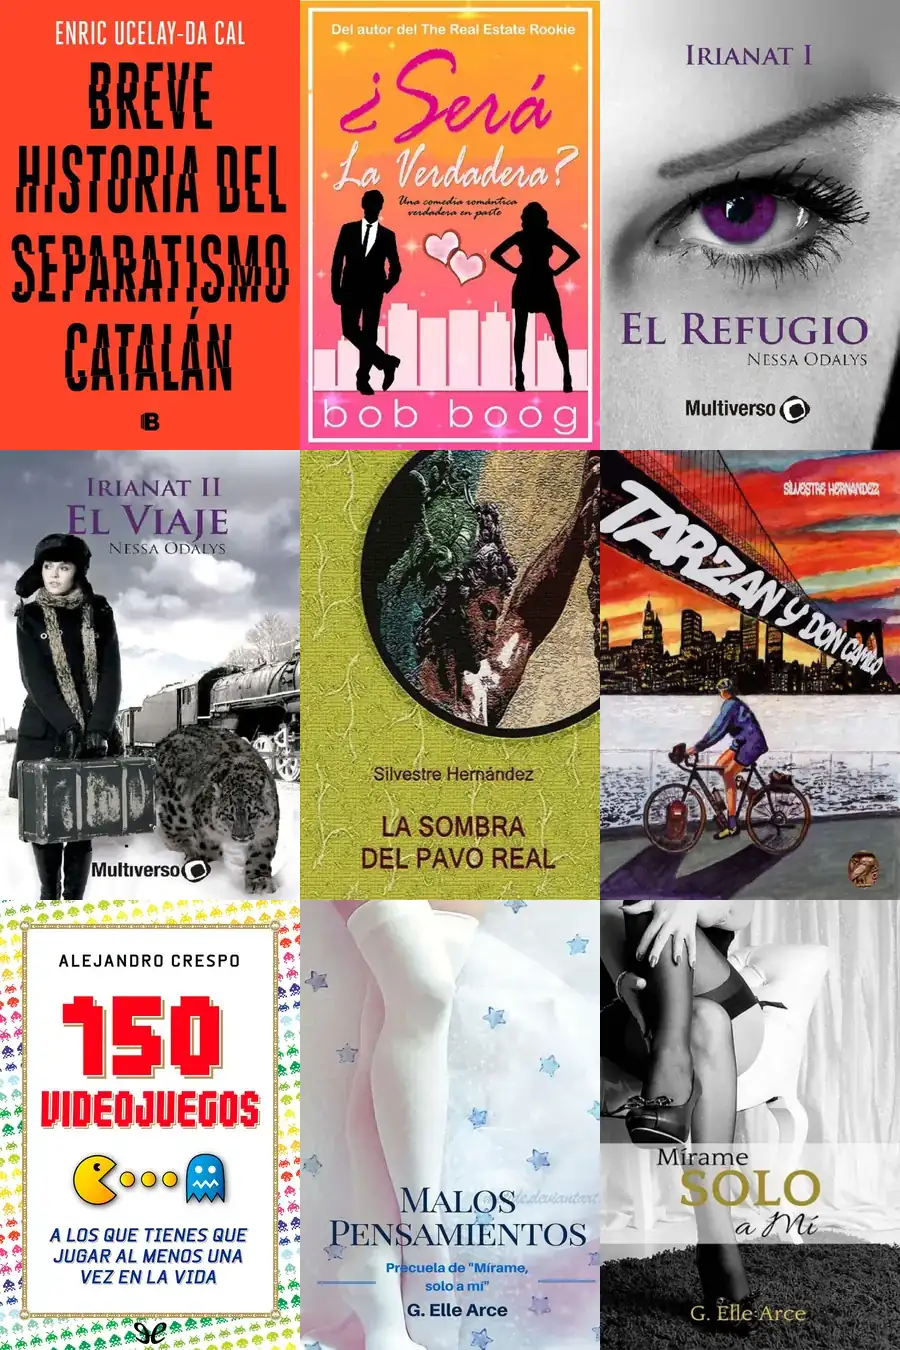 ENRIC UCELAY-DA CAL
BREVE
HISTORIA DEL
SEPARATISMO
CATALÁN
B
Del autor del The Real Estate Rookie
¿Será
La Verdadera?
Una comedia romántica
verdadera en parte
bob boog
IRIANAT I
EL REFUGIO
NESSA ODALYS
Multiverso
IRIANAT II
EL VIAJE
NESSA ODALYS
Multiverso
Silvestre Hernández
LA SOMBRA
DEL PAVO REAL
SILVESTRE HERNANDEZ
TARZAN Y DON CAMILO
ALEJANDRO CRESPO
150
VIDEOJUEGOS
A LOS QUE TIENES QUE
JUGAR AL MENOS UNA
VEZ EN LA VIDA
MALOS
PENSAMIENTOS
Precuela de "Mírame,
solo a mí"
G. Elle Arce
Mírame
SOLO
a Mí
G. Elle Arce